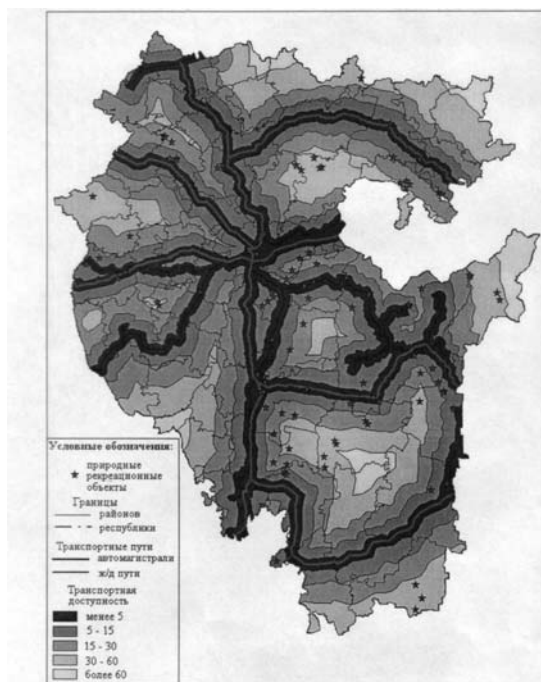 Условные обозначения:
природные
рекреационные
объекты
Границы
районов
республики
Транспортные пути
автомагистрали
ж/д пути
Транспортная
доступность
менее 5
5 - 15
15 - 30
30 - 60
более 60